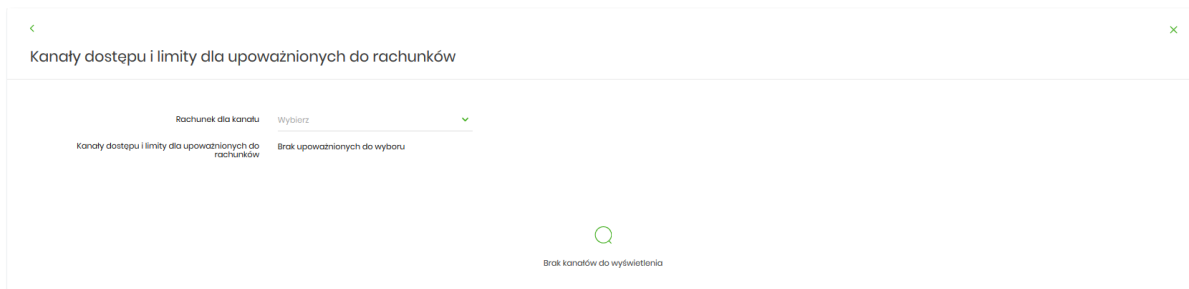 Kanały dostępu i limity dla upoważnionych do rachunków
Rachunek dla kanału Wybierz
Kanały dostępu i limity dla upoważnionych do Brak upoważnionych do wyboru
rachunków
Brak kanałów do wyświetlenia